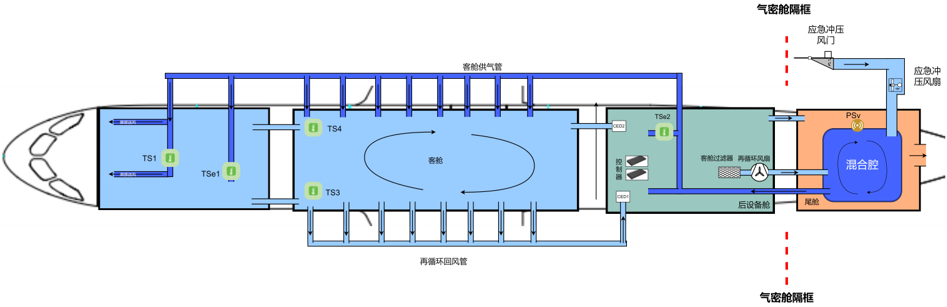 气密舱隔框
应急冲压
风门
客舱供气管
应急冲
压风扇
TS1
TSe1
TS4
TS3
客舱
CED2
TSe2
控制器
CED1
客舱过滤器
再循环风扇
后设备舱
PSv
混合腔
尾舱
再循环回风管
气密舱隔框